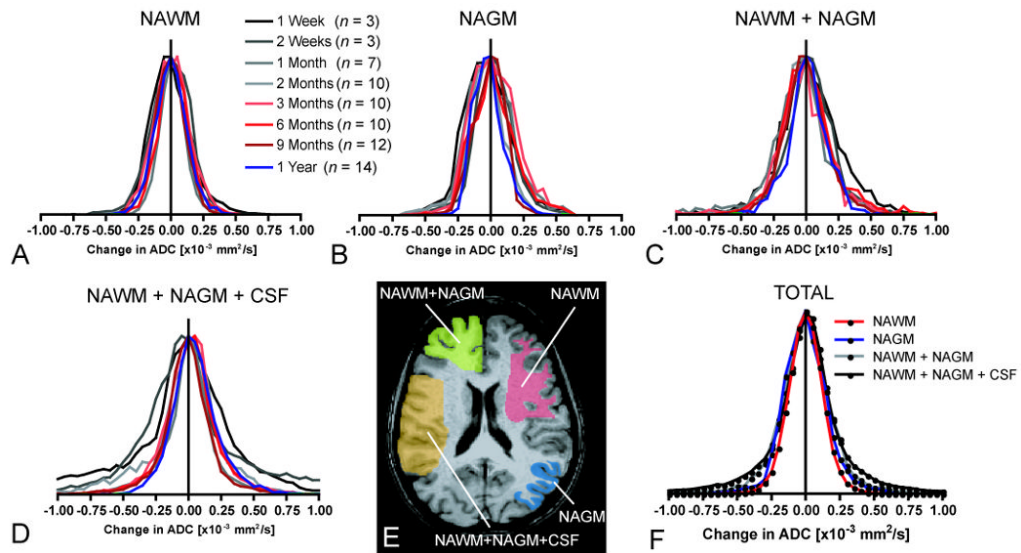 NAWM
1 Week (n = 3)
2 Weeks (n = 3)
1 Month (n = 7)
2 Months (n = 10)
3 Months (n = 10)
6 Months (n = 10)
9 Months (n = 12)
1 Year (n = 14)
-1.00 -0.75 -0.50 -0.25 0.00 0.25 0.50 0.75 1.00
Change in ADC [x10⁻³ mm²/s]
A
NAGM
-1.00 -0.75 -0.50 -0.25 0.00 0.25 0.50 0.75 1.00
Change in ADC [x10⁻³ mm²/s]
B
NAWM + NAGM
-1.00 -0.75 -0.50 -0.25 0.00 0.25 0.50 0.75 1.00
Change in ADC [x10⁻³ mm²/s]
C
NAWM + NAGM + CSF
-1.00 -0.75 -0.50 -0.25 0.00 0.25 0.50 0.75 1.00
Change in ADC [x10⁻³ mm²/s]
D
NAWM+NAGM
NAWM
NAGM
NAWM+NAGM+CSF
E
TOTAL
NAWM
NAGM
NAWM + NAGM
NAWM + NAGM + CSF
-1.00 -0.75 -0.50 -0.25 0.00 0.25 0.50 0.75 1.00
Change in ADC [x10⁻³ mm²/s]
F